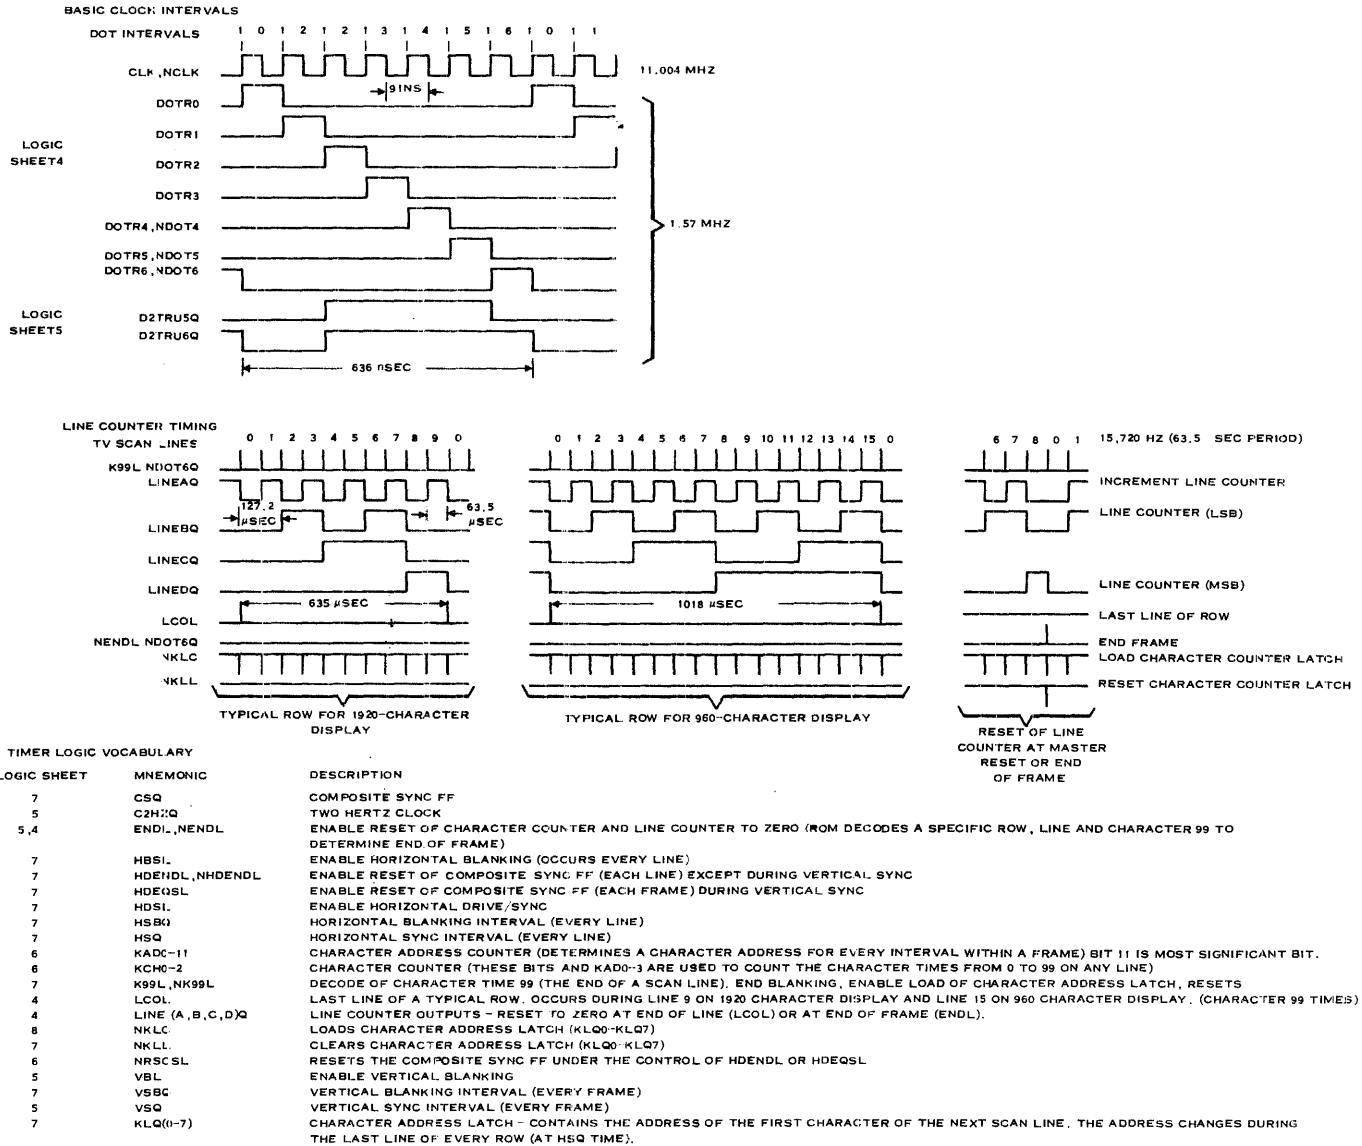 BASIC CLOCK INTERVALS
DOT INTERVALS 1 0 1 2 1 2 1 3 1 4 1 5 1 6 1 0 1 1
CLK ,NCLK 11.004 MHZ
91NS
DOTR0
DOTR1
LOGIC
SHEET4
DOTR2
DOTR3
DOTR4,NDOT4 1.57 MHZ
DOTR5,NDOT5
DOTR6,NDOT6
LOGIC
SHEET5
D2TRU5Q
D2TRU6Q
636 nSEC
LINE COUNTER TIMING
TV SCAN LINES 0 1 2 3 4 5 6 7 8 9 0 0 1 2 3 4 5 6 7 8 9 10 11 12 13 14 15 0 6 7 8 0 1 15,720 HZ (63.5 SEC PERIOD)
K99L NDOT6Q
LINEAQ INCREMENT LINE COUNTER
127.2
µSEC
63.5
µSEC
LINEBQ LINE COUNTER (LSB)
LINECQ
LINEDQ LINE COUNTER (MSB)
635 µSEC 1018 µSEC
LCOL LAST LINE OF ROW
NENDL NDOT6Q END FRAME
NKLC LOAD CHARACTER COUNTER LATCH
NKLL RESET CHARACTER COUNTER LATCH
TYPICAL ROW FOR 1920-CHARACTER
DISPLAY
TYPICAL ROW FOR 960-CHARACTER DISPLAY
RESET OF LINE
COUNTER AT MASTER
RESET OR END
OF FRAME
TIMER LOGIC VOCABULARY
LOGIC SHEET MNEMONIC DESCRIPTION
7 CSQ COMPOSITE SYNC FF
5 C2HZQ TWO HERTZ CLOCK
5,4 ENDL,NENDL ENABLE RESET OF CHARACTER COUNTER AND LINE COUNTER TO ZERO (ROM DECODES A SPECIFIC ROW, LINE AND CHARACTER 99 TO
DETERMINE END OF FRAME)
7 HBSL ENABLE HORIZONTAL BLANKING (OCCURS EVERY LINE)
7 HDENDL,NHDENDL ENABLE RESET OF COMPOSITE SYNC FF (EACH LINE) EXCEPT DURING VERTICAL SYNC
7 HDEQSL ENABLE RESET OF COMPOSITE SYNC FF (EACH FRAME) DURING VERTICAL SYNC
7 HDSL ENABLE HORIZONTAL DRIVE/SYNC
7 HSBQ HORIZONTAL BLANKING INTERVAL (EVERY LINE)
7 HSQ HORIZONTAL SYNC INTERVAL (EVERY LINE)
6 KADC-11 CHARACTER ADDRESS COUNTER (DETERMINES A CHARACTER ADDRESS FOR EVERY INTERVAL WITHIN A FRAME) BIT 11 IS MOST SIGNIFICANT BIT.
6 KCH0-2 CHARACTER COUNTER (THESE BITS AND KAD0-3 ARE USED TO COUNT THE CHARACTER TIMES FROM 0 TO 99 ON ANY LINE)
7 K99L,NK99L DECODE OF CHARACTER TIME 99 (THE END OF A SCAN LINE). END BLANKING, ENABLE LOAD OF CHARACTER ADDRESS LATCH, RESETS
4 LCOL LAST LINE OF A TYPICAL ROW. OCCURS DURING LINE 9 ON 1920 CHARACTER DISPLAY AND LINE 15 ON 960 CHARACTER DISPLAY. (CHARACTER 99 TIMES)
4 LINE (A,B,C,D)Q LINE COUNTER OUTPUTS - RESET TO ZERO AT END OF LINE (LCOL) OR AT END OF FRAME (ENDL).
8 NKLC LOADS CHARACTER ADDRESS LATCH (KLQ0-KLQ7)
7 NKLL CLEARS CHARACTER ADDRESS LATCH (KLQ0-KLQ7)
6 NRSCSL RESETS THE COMPOSITE SYNC FF UNDER THE CONTROL OF HDENDL OR HDEQSL
5 VBL ENABLE VERTICAL BLANKING
7 VSBQ VERTICAL BLANKING INTERVAL (EVERY FRAME)
5 VSQ VERTICAL SYNC INTERVAL (EVERY FRAME)
7 KLQ(0-7) CHARACTER ADDRESS LATCH - CONTAINS THE ADDRESS OF THE FIRST CHARACTER OF THE NEXT SCAN LINE. THE ADDRESS CHANGES DURING
THE LAST LINE OF EVERY ROW (AT HSQ TIME).